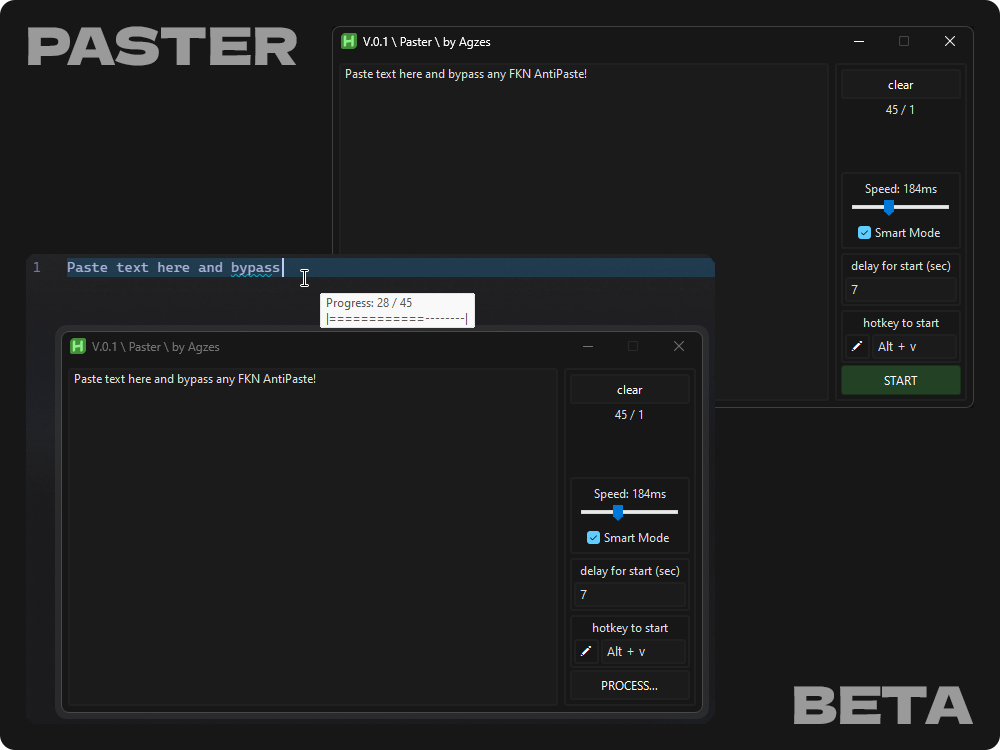 PASTER
H V.0.1 \ Paster \ by Agzes
Paste text here and bypass any FKN AntiPaste!
clear
45 / 1
Speed: 184ms
Smart Mode
delay for start (sec)
7
hotkey to start
Alt + v
START
1 Paste text here and bypass
Progress: 28 / 45
|============--------|
H V.0.1 \ Paster \ by Agzes
Paste text here and bypass any FKN AntiPaste!
clear
45 / 1
Speed: 184ms
Smart Mode
delay for start (sec)
7
hotkey to start
Alt + v
PROCESS...
BETA